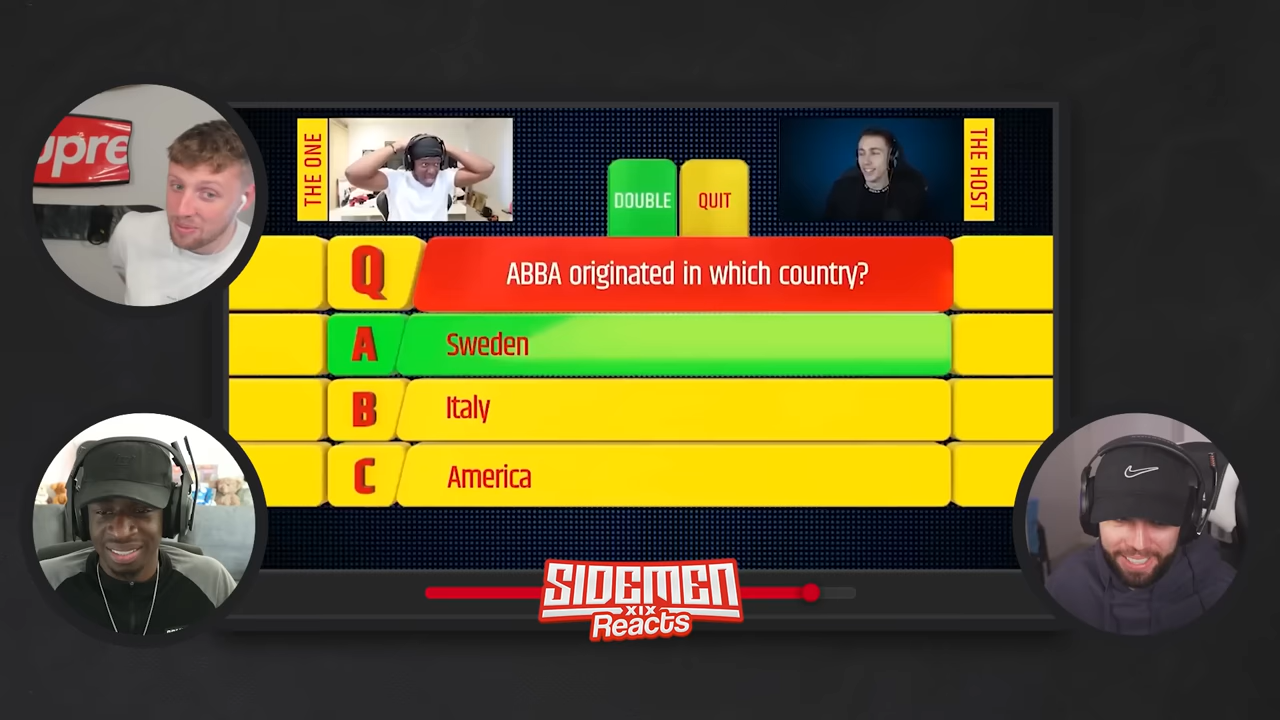 upre
THE ONE
DOUBLE
QUIT
THE HOST
Q
ABBA originated in which country?
A
Sweden
B
Italy
C
America
SIDEMEN
XIX
Reacts